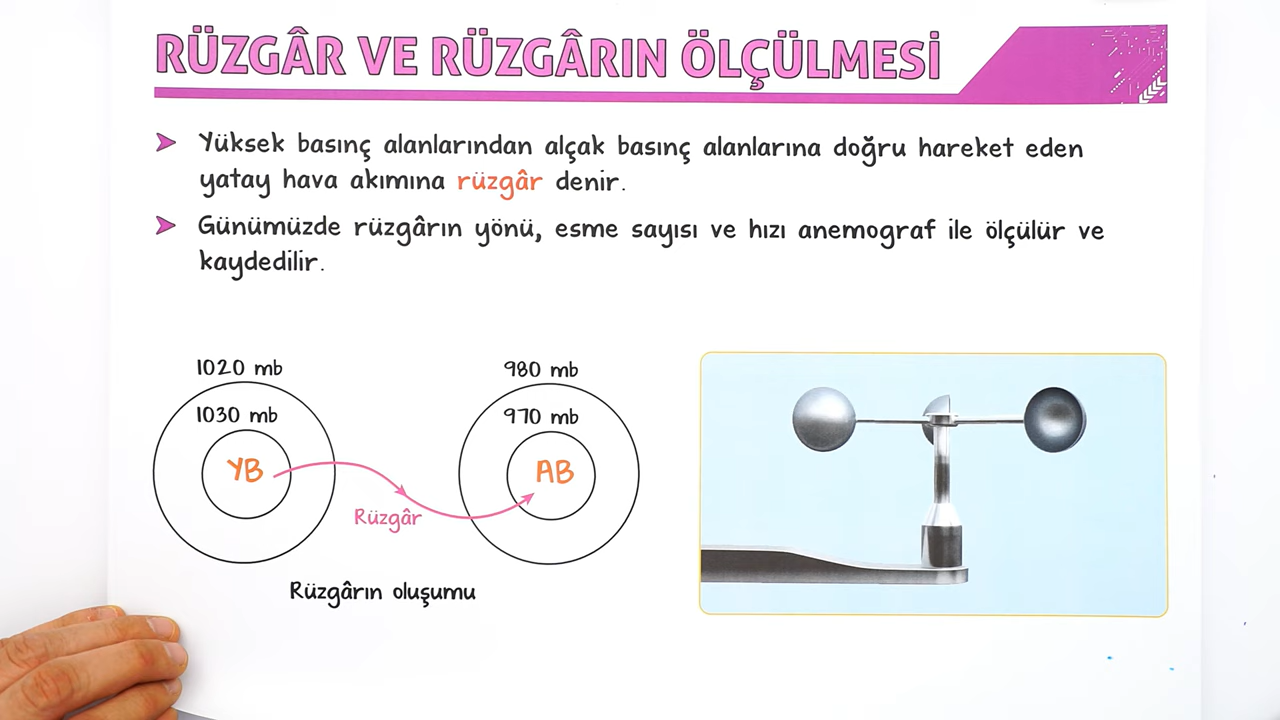 RÜZGÂR VE RÜZGÂRIN ÖLÇÜLMESİ
Yüksek basınç alanlarından alçak basınç alanlarına doğru hareket eden
yatay hava akımına rüzgâr denir.
Günümüzde rüzgârın yönü, esme sayısı ve hızı anemograf ile ölçülür ve
kaydedilir.
1020 mb
980 mb
1030 mb
970 mb
YB
AB
Rüzgâr
Rüzgârın oluşumu